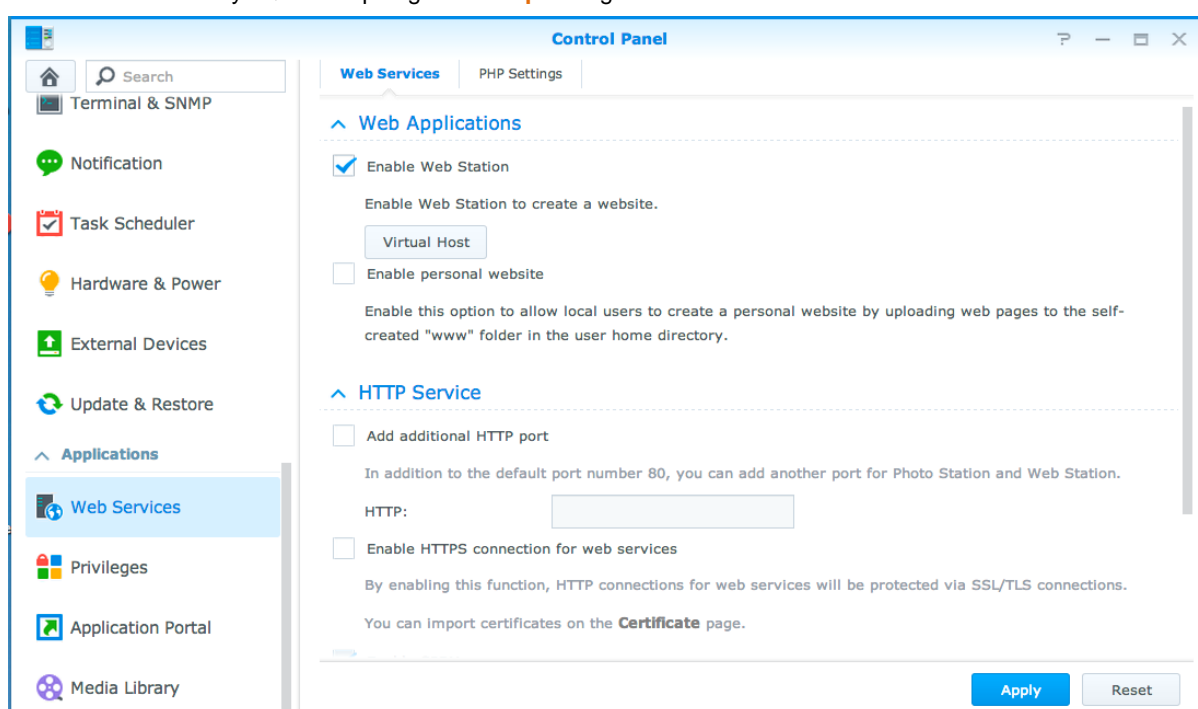 Control Panel
Search
Terminal & SNMP
Notification
Task Scheduler
Hardware & Power
External Devices
Update & Restore
Applications
Web Services
Privileges
Application Portal
Media Library
Web Services
PHP Settings
Web Applications
Enable Web Station
Enable Web Station to create a website.
Virtual Host
Enable personal website
Enable this option to allow local users to create a personal website by uploading web pages to the self-
created "www" folder in the user home directory.
HTTP Service
Add additional HTTP port
In addition to the default port number 80, you can add another port for Photo Station and Web Station.
HTTP:
Enable HTTPS connection for web services
By enabling this function, HTTP connections for web services will be protected via SSL/TLS connections.
You can import certificates on the Certificate page.
Apply
Reset